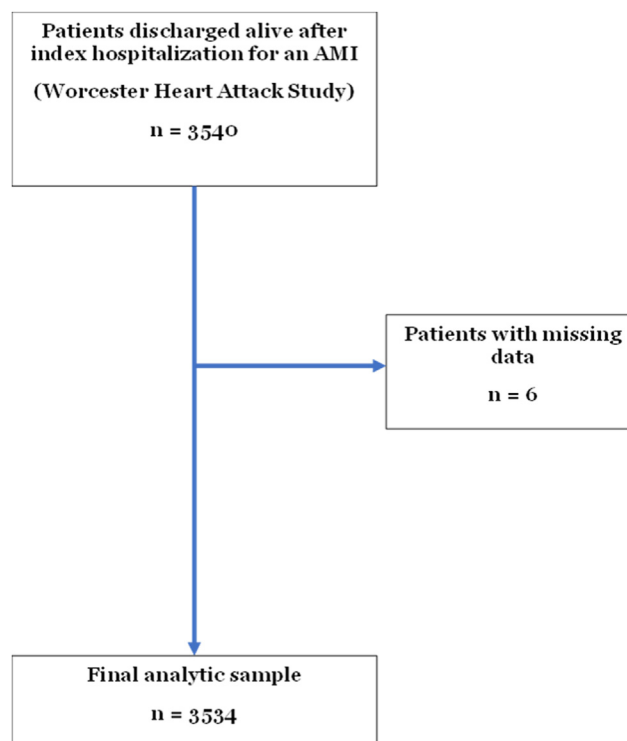 Patients discharged alive after
index hospitalization for an AMI
(Worcester Heart Attack Study)
n = 3540
Patients with missing
data
n = 6
Final analytic sample
n = 3534